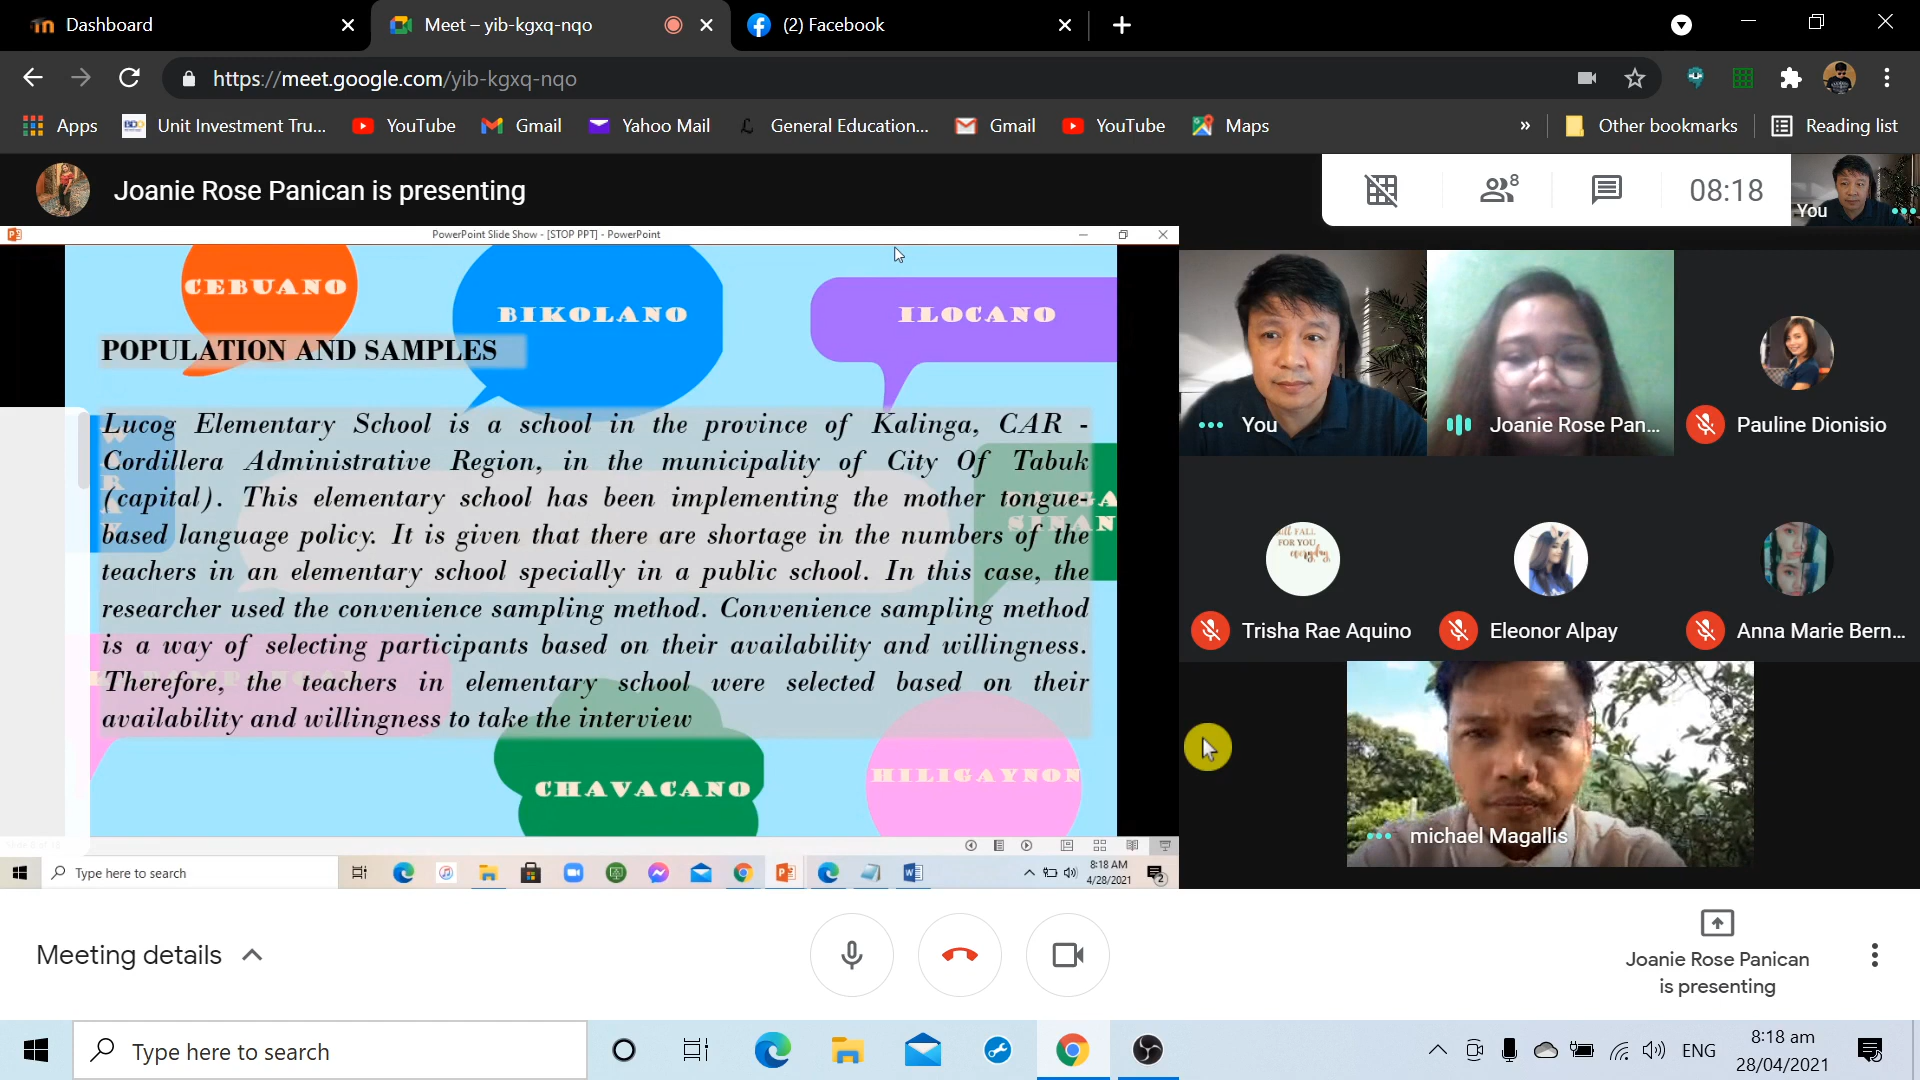 Dashboard
Meet – yib-kgxq-nqo
(2) Facebook
https://meet.google.com/yib-kgxq-nqo
Apps
Unit Investment Tru...
YouTube
Gmail
Yahoo Mail
General Education...
Gmail
YouTube
Maps
»
Other bookmarks
Reading list
Joanie Rose Panican is presenting
8
08:18
You
PowerPoint Slide Show - [STOP PPT] - PowerPoint
CEBUANO
BIKOLANO
ILOCANO
POPULATION AND SAMPLES
Lucog Elementary School is a school in the province of Kalinga, CAR -
Cordillera Administrative Region, in the municipality of City Of Tabuk
(capital). This elementary school has been implementing the mother tongue-
based language policy. It is given that there are shortage in the numbers of the
teachers in an elementary school specially in a public school. In this case, the
researcher used the convenience sampling method. Convenience sampling method
is a way of selecting participants based on their availability and willingness.
Therefore, the teachers in elementary school were selected based on their
availability and willingness to take the interview
CHAVACANO
HILIGAYNON
You
Joanie Rose Pan...
Pauline Dionisio
FALL
FOR YOU
everyday
Trisha Rae Aquino
Eleonor Alpay
Anna Marie Bern...
michael Magallis
Type here to search
8:18 AM
4/28/2021
2
Meeting details
Joanie Rose Panican
is presenting
Type here to search
ENG
8:18 am
28/04/2021